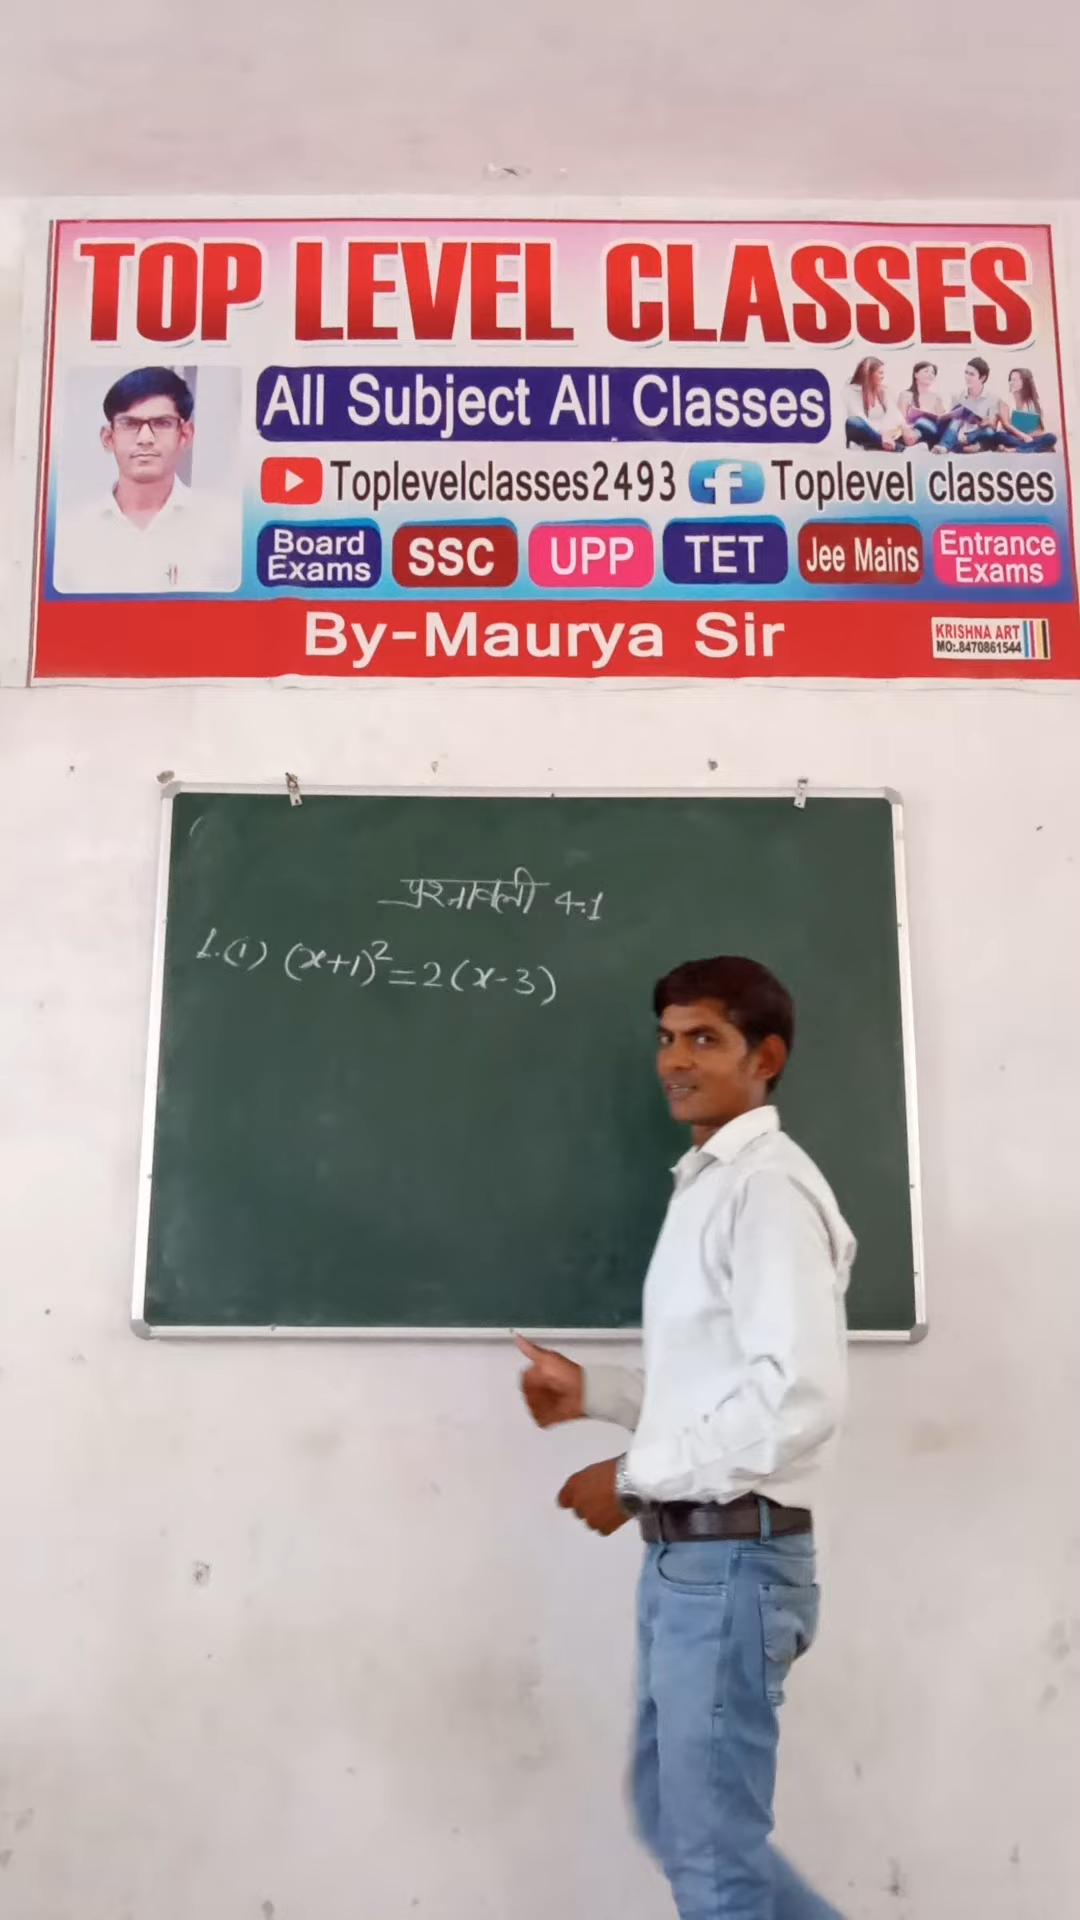 TOP LEVEL CLASSES
All Subject All Classes
Toplevelclasses2493 Toplevel classes
Board Exams SSC UPP TET Jee Mains Entrance Exams
By-Maurya Sir
KRISHNA ART
MO:.8470861544
प्रश्नावली 4.1
1.(i) (x+1)²=2(x-3)